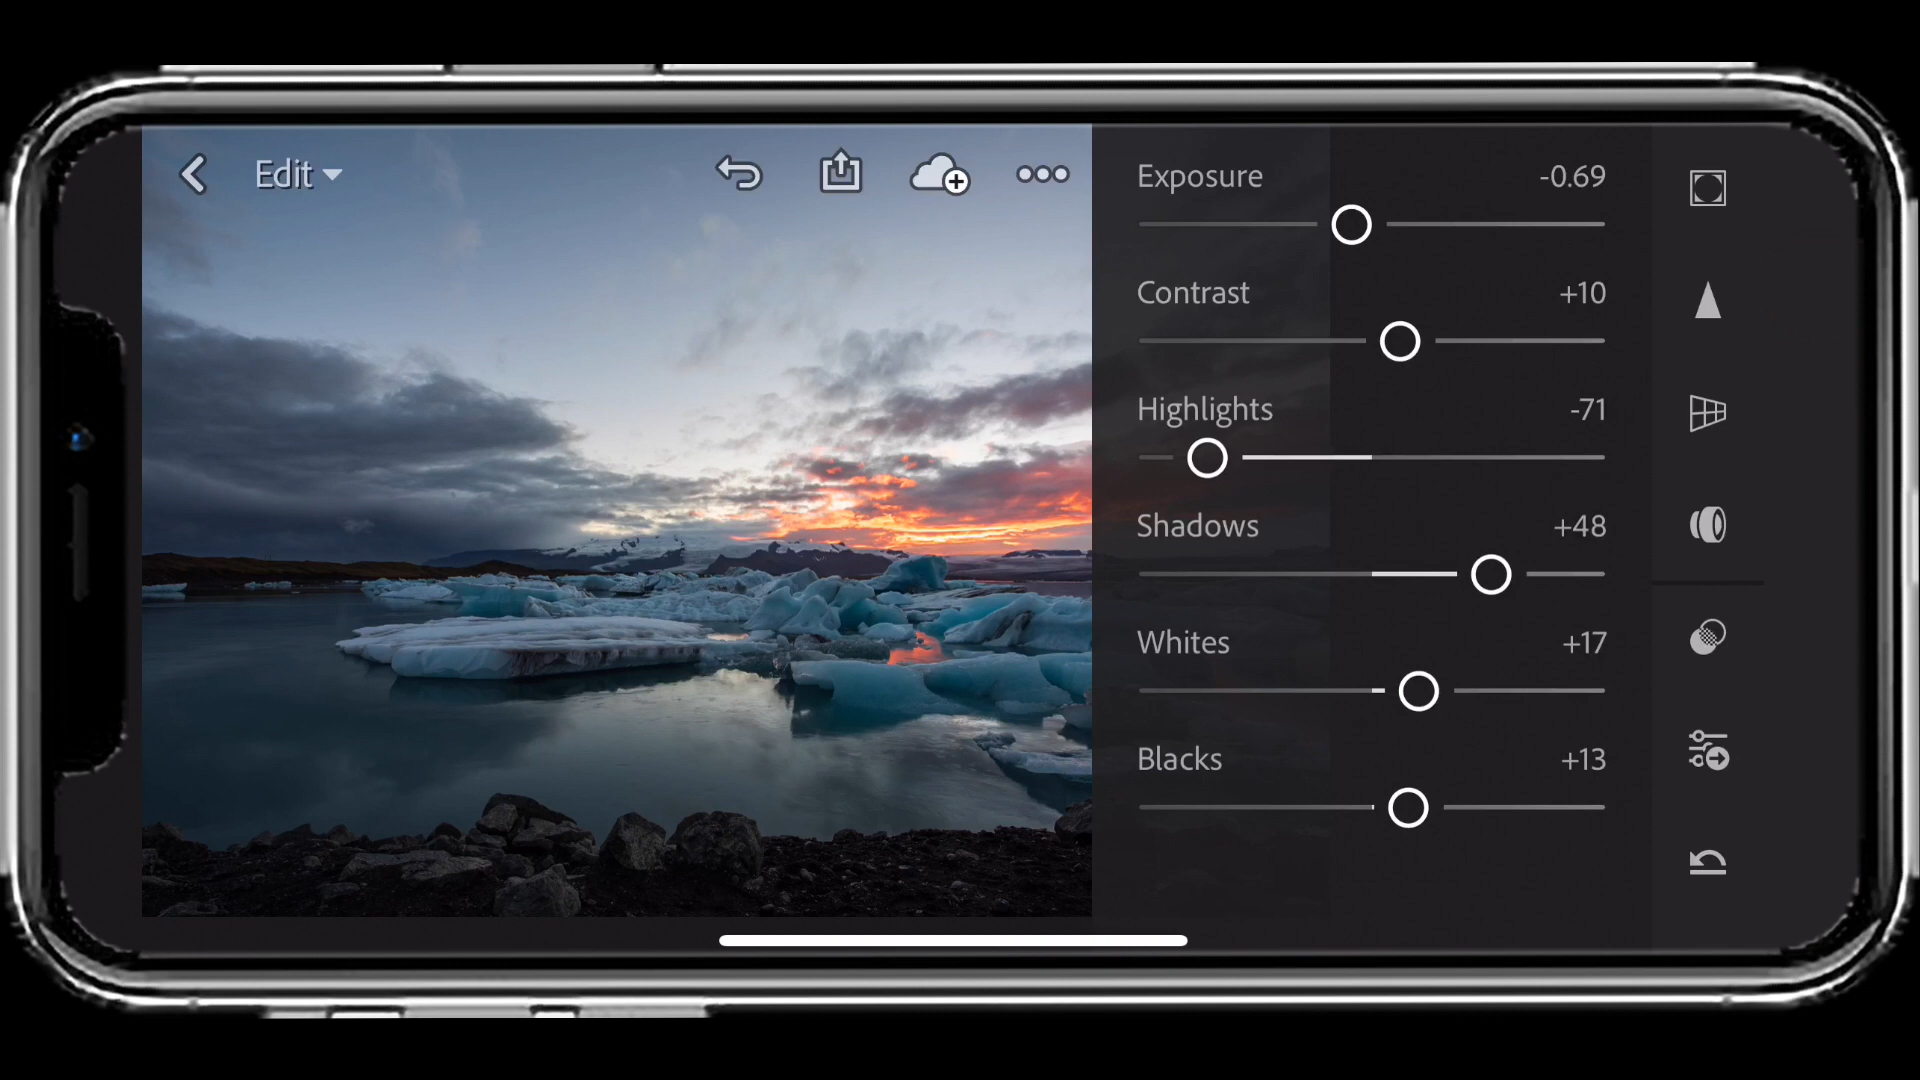 Edit
Exposure -0.69
Contrast +10
Highlights -71
Shadows +48
Whites +17
Blacks +13